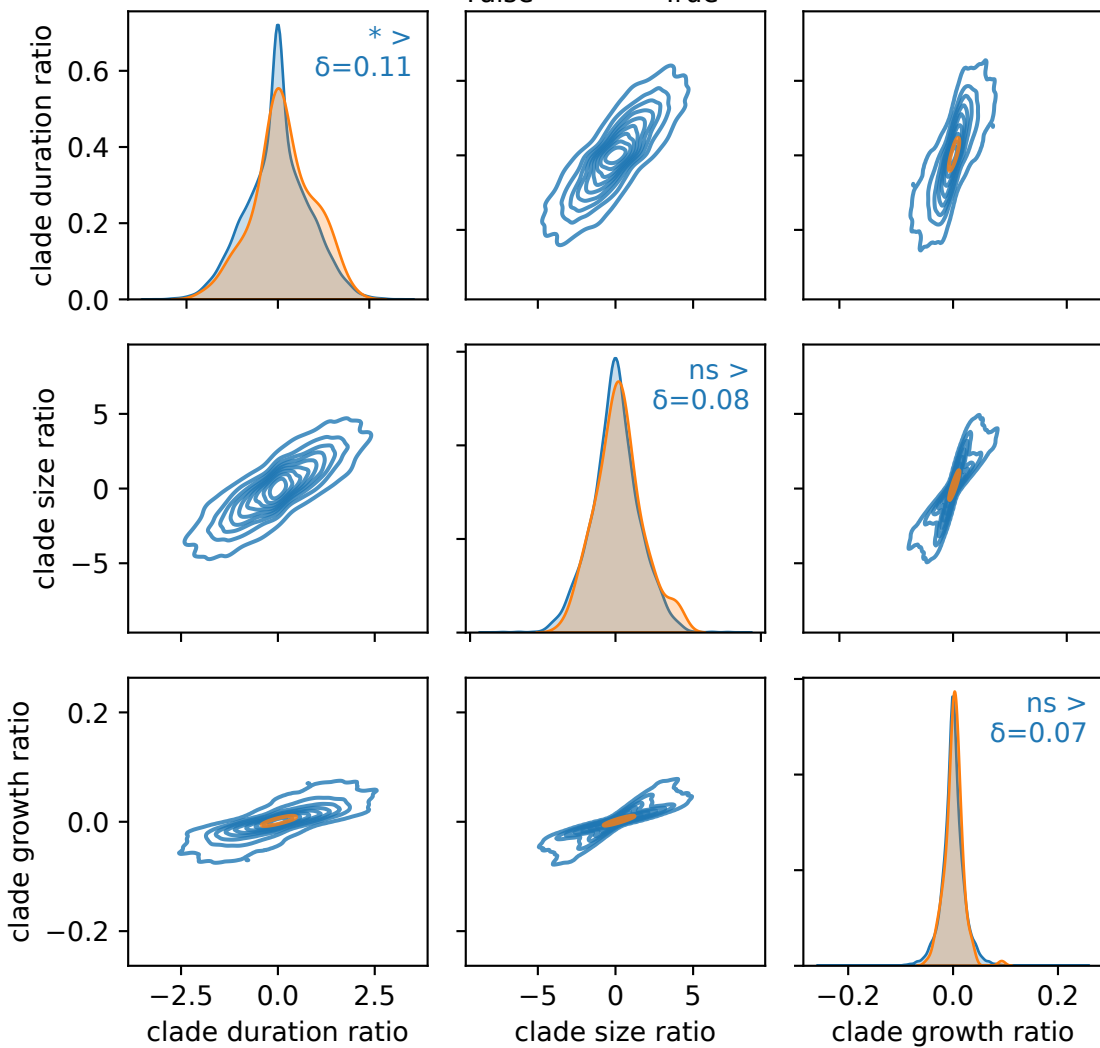 * >
δ=0.11
clade duration ratio
0.6
0.4
0.2
0.0
ns >
δ=0.08
clade size ratio
5
0
−5
ns >
δ=0.07
clade growth ratio
0.2
0.0
−0.2
−2.5 0.0 2.5
−5 0 5
−0.2 0.0 0.2
clade duration ratio
clade size ratio
clade growth ratio